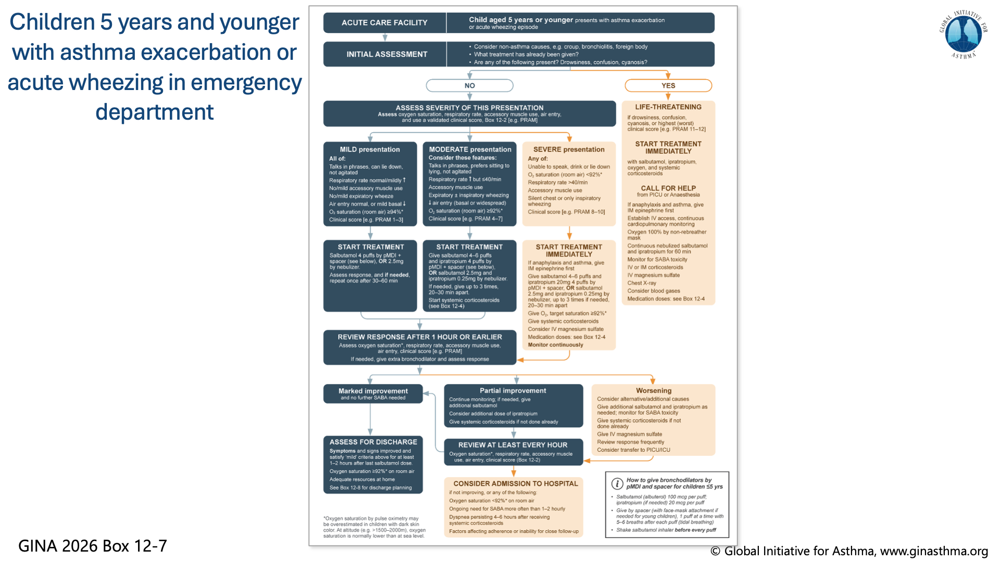 Children 5 years and younger
with asthma exacerbation or
acute wheezing in emergency
department
GLOBAL INITIATIVE FOR
ASTHMA
ACUTE CARE FACILITY
Child aged 5 years or younger presents with asthma exacerbation
or acute wheezing episode
INITIAL ASSESSMENT
• Consider non-asthma causes, e.g. croup, bronchiolitis, foreign body
• What treatment has already been given?
• Are any of the following present? Drowsiness, confusion, cyanosis?
NO
YES
ASSESS SEVERITY OF THIS PRESENTATION
Assess oxygen saturation, respiratory rate, accessory muscle use, air entry,
and use a validated clinical score, Box 12-2 [e.g. PRAM]
MILD presentation
All of:
Talks in phrases, can lie down,
not agitated
Respiratory rate normal/mildly ↑
No/mild accessory muscle use
No/mild expiratory wheeze
Air entry normal, or mild basal ↓
O₂ saturation (room air) ≥94%*
Clinical score [e.g. PRAM 1–3]
MODERATE presentation
Consider these features:
Talks in phrases, prefers sitting to
lying, not agitated
Respiratory rate ↑ but ≤40/min
Accessory muscle use
Expiratory ± inspiratory wheezing
↓ air entry (basal or widespread)
O₂ saturation (room air) ≥92%*
Clinical score [e.g. PRAM 4–7]
SEVERE presentation
Any of:
Unable to speak, drink or lie down
O₂ saturation (room air) <92%*
Respiratory rate >40/min
Accessory muscle use
Silent chest or only inspiratory
wheezing
Clinical score [e.g. PRAM 8–10]
LIFE-THREATENING
if drowsiness, confusion,
cyanosis, or highest (worst)
clinical score [e.g. PRAM 11–12]
START TREATMENT
IMMEDIATELY
with salbutamol, ipratropium,
oxygen, and systemic
corticosteroids
CALL FOR HELP
from PICU or Anaesthesia
If anaphylaxis and asthma, give
IM epinephrine first
Establish IV access, continuous
cardiopulmonary monitoring
Oxygen 100% by non-rebreather
mask
Continuous nebulized salbutamol
and ipratropium for 60 min
Monitor for SABA toxicity
IV or IM corticosteroids
IV magnesium sulfate
Chest X-ray
Consider blood gases
Medication doses: see Box 12-4
START TREATMENT
Salbutamol 4 puffs by pMDI +
spacer (see below), OR 2.5mg
by nebulizer.
Assess response, and if needed,
repeat once after 30–60 min
START TREATMENT
Give salbutamol 4–6 puffs
and ipratropium 4 puffs by
pMDI + spacer (see below),
OR salbutamol 2.5mg and
ipratropium 0.25mg by nebulizer.
If needed, give up to 3 times,
20–30 min apart.
Start systemic corticosteroids
(see Box 12-4)
START TREATMENT
IMMEDIATELY
If anaphylaxis and asthma, give
IM epinephrine first
Give salbutamol 4–6 puffs and
ipratropium 20mg 4 puffs by
pMDI + spacer, OR salbutamol
2.5mg and ipratropium 0.25mg by
nebulizer, up to 3 times if needed,
20–30 min apart
Give O₂, target saturation ≥92%*
Give systemic corticosteroids
Consider IV magnesium sulfate
Medication doses: see Box 12-4
Monitor continuously
REVIEW RESPONSE AFTER 1 HOUR OR EARLIER
Assess oxygen saturation*, respiratory rate, accessory muscle use,
air entry, clinical score [e.g. PRAM]
If needed, give extra bronchodilator and assess response
Marked improvement
and no further SABA needed
Partial improvement
Continue monitoring; if needed, give
additional salbutamol
Consider additional dose of ipratropium
Give systemic corticosteroids if not done already
Worsening
Consider alternative/additional causes
Give additional salbutamol and ipratropium as
needed; monitor for SABA toxicity
Give systemic corticosteroids if not
done already
Give IV magnesium sulfate
Review response frequently
Consider transfer to PICU/ICU
ASSESS FOR DISCHARGE
Symptoms and signs improved and
satisfy 'mild' criteria above for at least
1–2 hours after last salbutamol dose.
Oxygen saturation ≥92%* on room air
Adequate resources at home
See Box 12-8 for discharge planning
REVIEW AT LEAST EVERY HOUR
Oxygen saturation*, respiratory rate, accessory muscle
use, air entry, clinical score (Box 12-2)
CONSIDER ADMISSION TO HOSPITAL
if not improving, or any of the following:
Oxygen saturation <92%* on room air
Ongoing need for SABA more often than 1–2 hourly
Dyspnea persisting 4–6 hours after receiving
systemic corticosteroids
Factors affecting adherence or inability for close follow-up
i
How to give bronchodilators by
pMDI and spacer for children ≤5 yrs
• Salbutamol (albuterol) 100 mcg per puff;
ipratropium (if needed) 20 mcg per puff
• Give by spacer (with face-mask attachment if
needed for young children), 1 puff at a time with
5–6 breaths after each puff (tidal breathing)
• Shake salbutamol inhaler before every puff
*Oxygen saturation by pulse oximetry may
be overestimated in children with dark skin
color. At altitude (e.g. >1500–2000m), oxygen
saturation is normally lower than at sea level.
GINA 2026 Box 12-7
© Global Initiative for Asthma, www.ginasthma.org